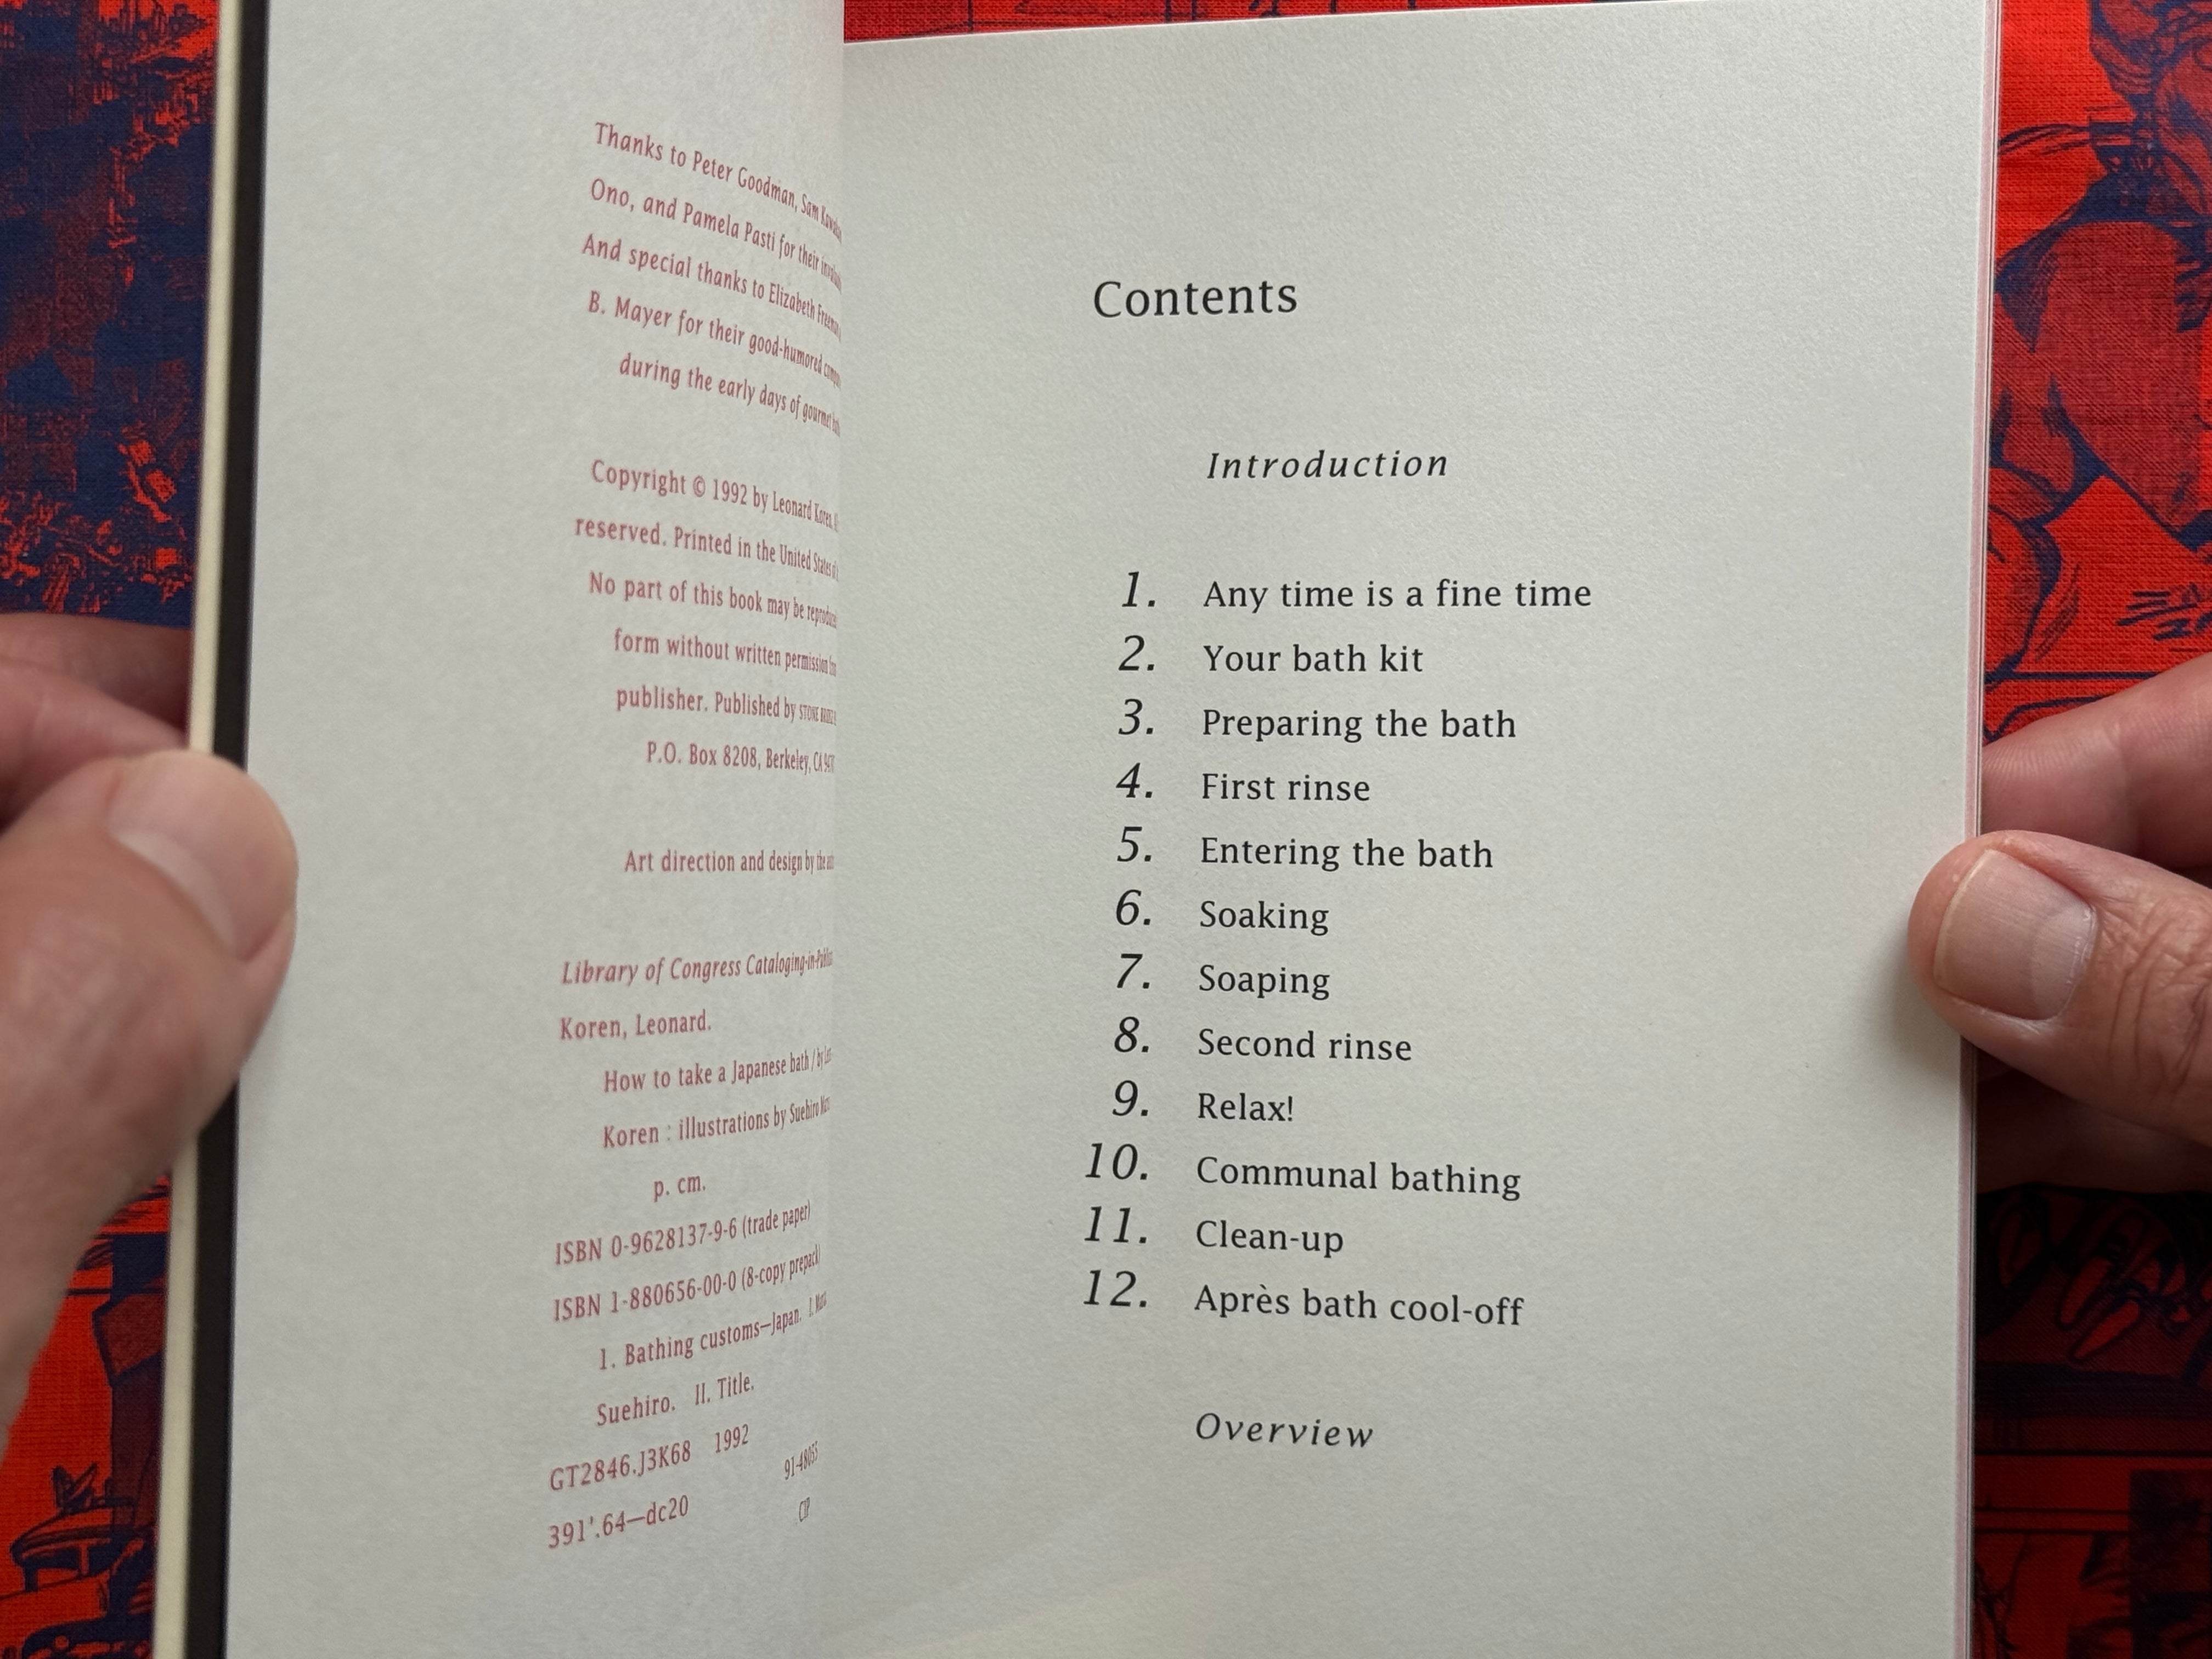 Thanks to Peter Goodman, Sam
Ono, and Pamela Pasti for their
And special thanks to Elizabeth
B. Mayer for their good-humored
during the early days of gourmet
Copyright © 1992 by Leonard Koren.
reserved. Printed in the United States
No part of this book may be
form without written permission
publisher. Published by STONE
P.O. Box 8208, Berkeley, CA
Art direction and design by the
Library of Congress
Koren, Leonard.
How to take a Japanese bath / by
Koren : illustrations by Suehiro
p. cm.
ISBN 0-9628137-9-6 (trade paper)
ISBN 1-880656-00-0 (8-copy prepack)
1. Bathing customs—Japan. I.
Suehiro. II. Title.
GT2846.J3K68 1992
391'.64—dc20
CIP
Contents
Introduction
1. Any time is a fine time
2. Your bath kit
3. Preparing the bath
4. First rinse
5. Entering the bath
6. Soaking
7. Soaping
8. Second rinse
9. Relax!
10. Communal bathing
11. Clean-up
12. Après bath cool-off
Overview